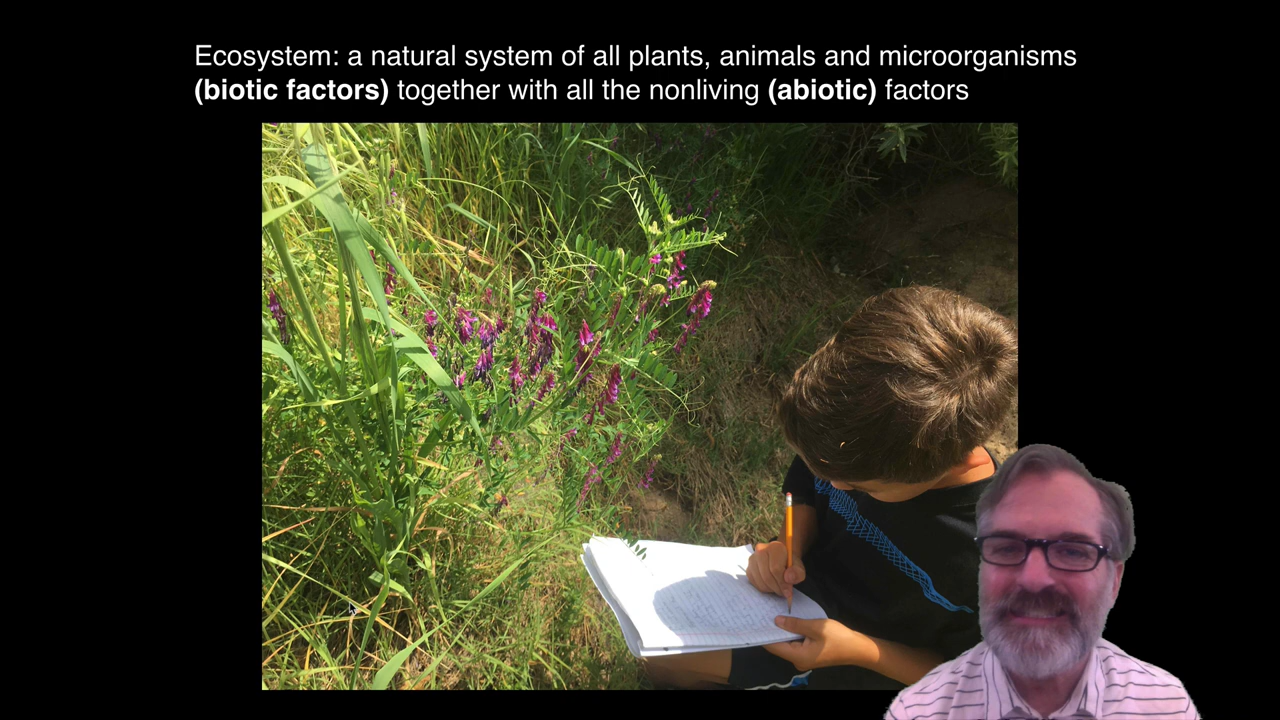 Ecosystem: a natural system of all plants, animals and microorganisms
(biotic factors) together with all the nonliving (abiotic) factors